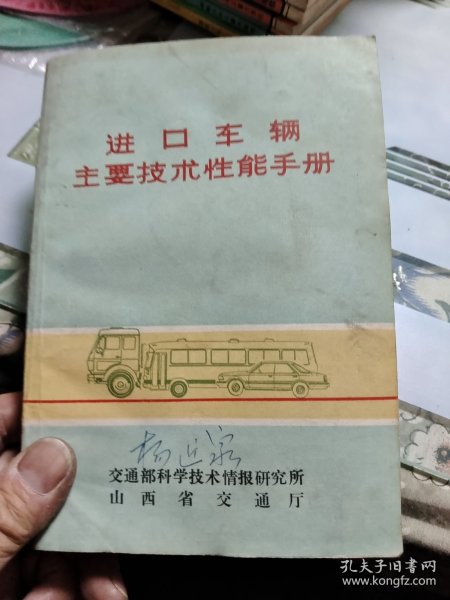 进口车辆
主要技术性能手册
交通部科学技术情报研究所
山西省交通厅
孔夫子旧书网
www.kongfz.com